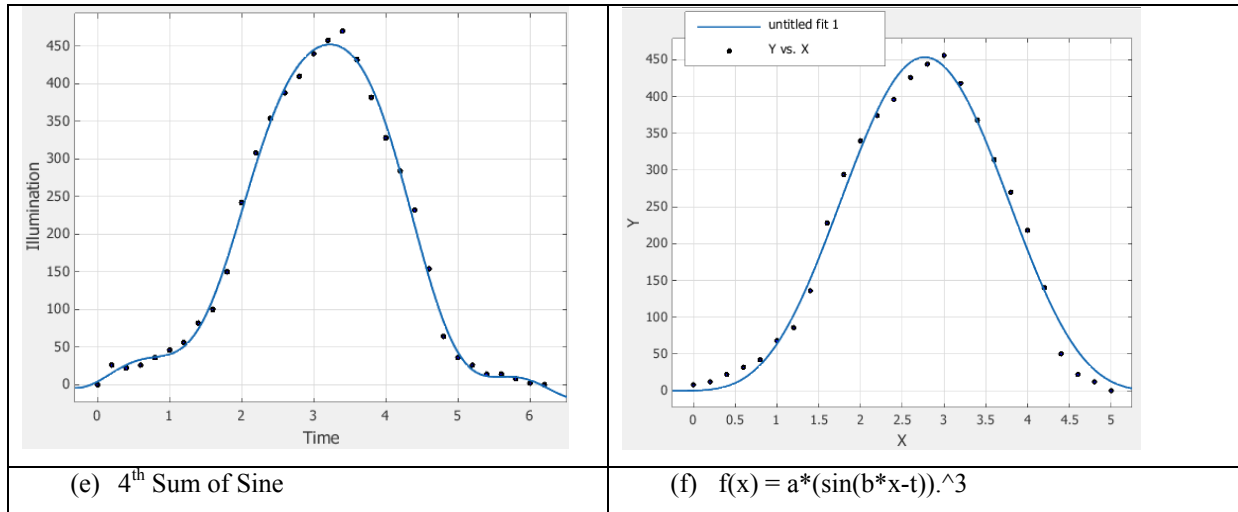 450
400
350
300
250
200
150
100
50
0
Illumination
0 1 2 3 4 5 6
Time
untitled fit 1
Y vs. X
450
400
350
300
250
200
150
100
50
0
Y
0 0.5 1 1.5 2 2.5 3 3.5 4 4.5 5
X
(e) 4th Sum of Sine
(f) f(x) = a*(sin(b*x-t)).^3